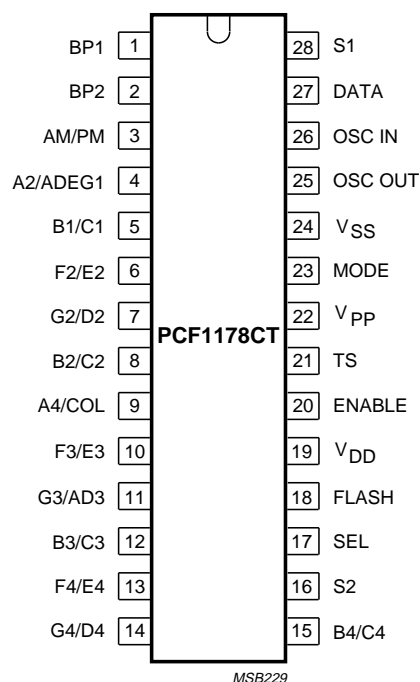 BP1 1 28 S1
BP2 2 27 DATA
AM/PM 3 26 OSC IN
A2/ADEG1 4 25 OSC OUT
B1/C1 5 24 VSS
F2/E2 6 23 MODE
G2/D2 7 22 VPP
PCF1178CT
B2/C2 8 21 TS
A4/COL 9 20 ENABLE
F3/E3 10 19 VDD
G3/AD3 11 18 FLASH
B3/C3 12 17 SEL
F4/E4 13 16 S2
G4/D4 14 15 B4/C4
MSB229